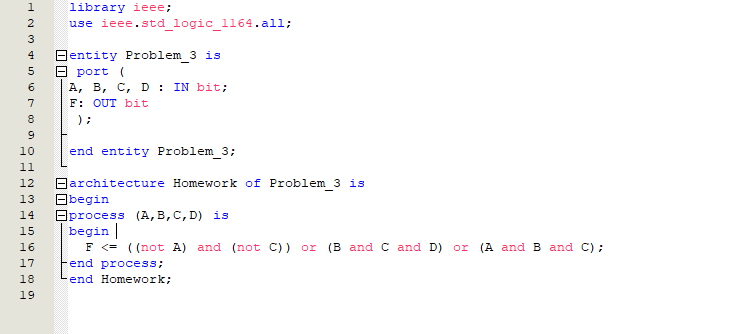 1 library ieee;
2 use ieee.std_logic_1164.all;
3
4 entity Problem_3 is
5 port (
6 A, B, C, D : IN bit;
7 F: OUT bit
8 );
9
10 end entity Problem_3;
11
12 architecture Homework of Problem_3 is
13 begin
14 process (A,B,C,D) is
15 begin
16 F <= ((not A) and (not C)) or (B and C and D) or (A and B and C);
17 end process;
18 end Homework;
19